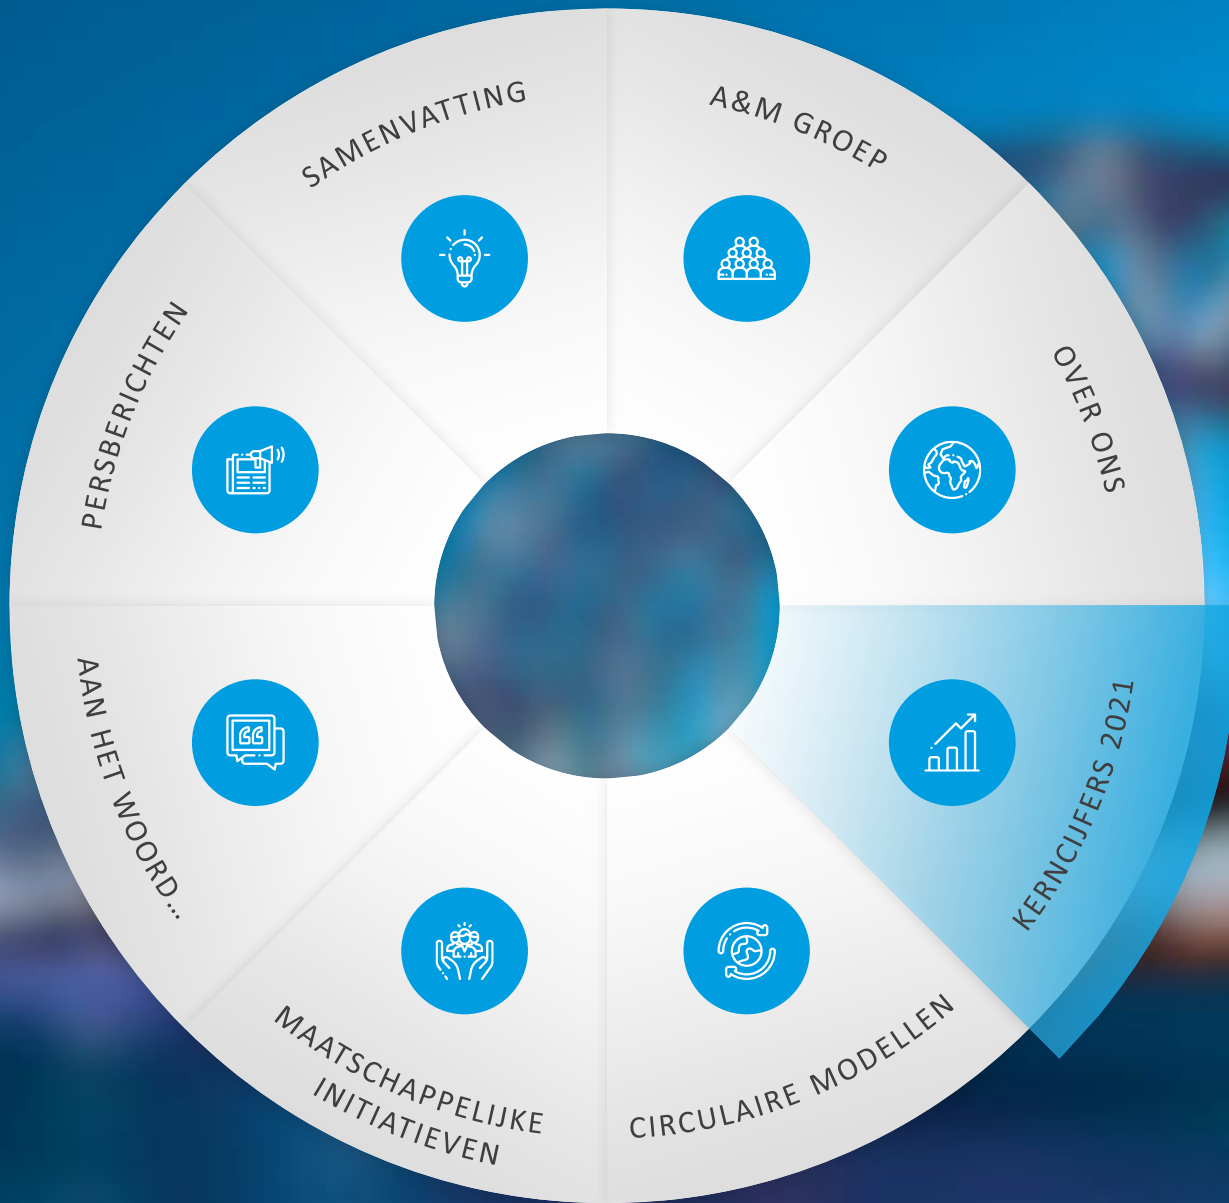 SAMENVATTING
A&M GROEP
OVER ONS
KERNCIJFERS 2021
CIRCULAIRE MODELLEN
MAATSCHAPPELIJKE
INITIATIEVEN
AAN HET WOORD...
PERSBERICHTEN